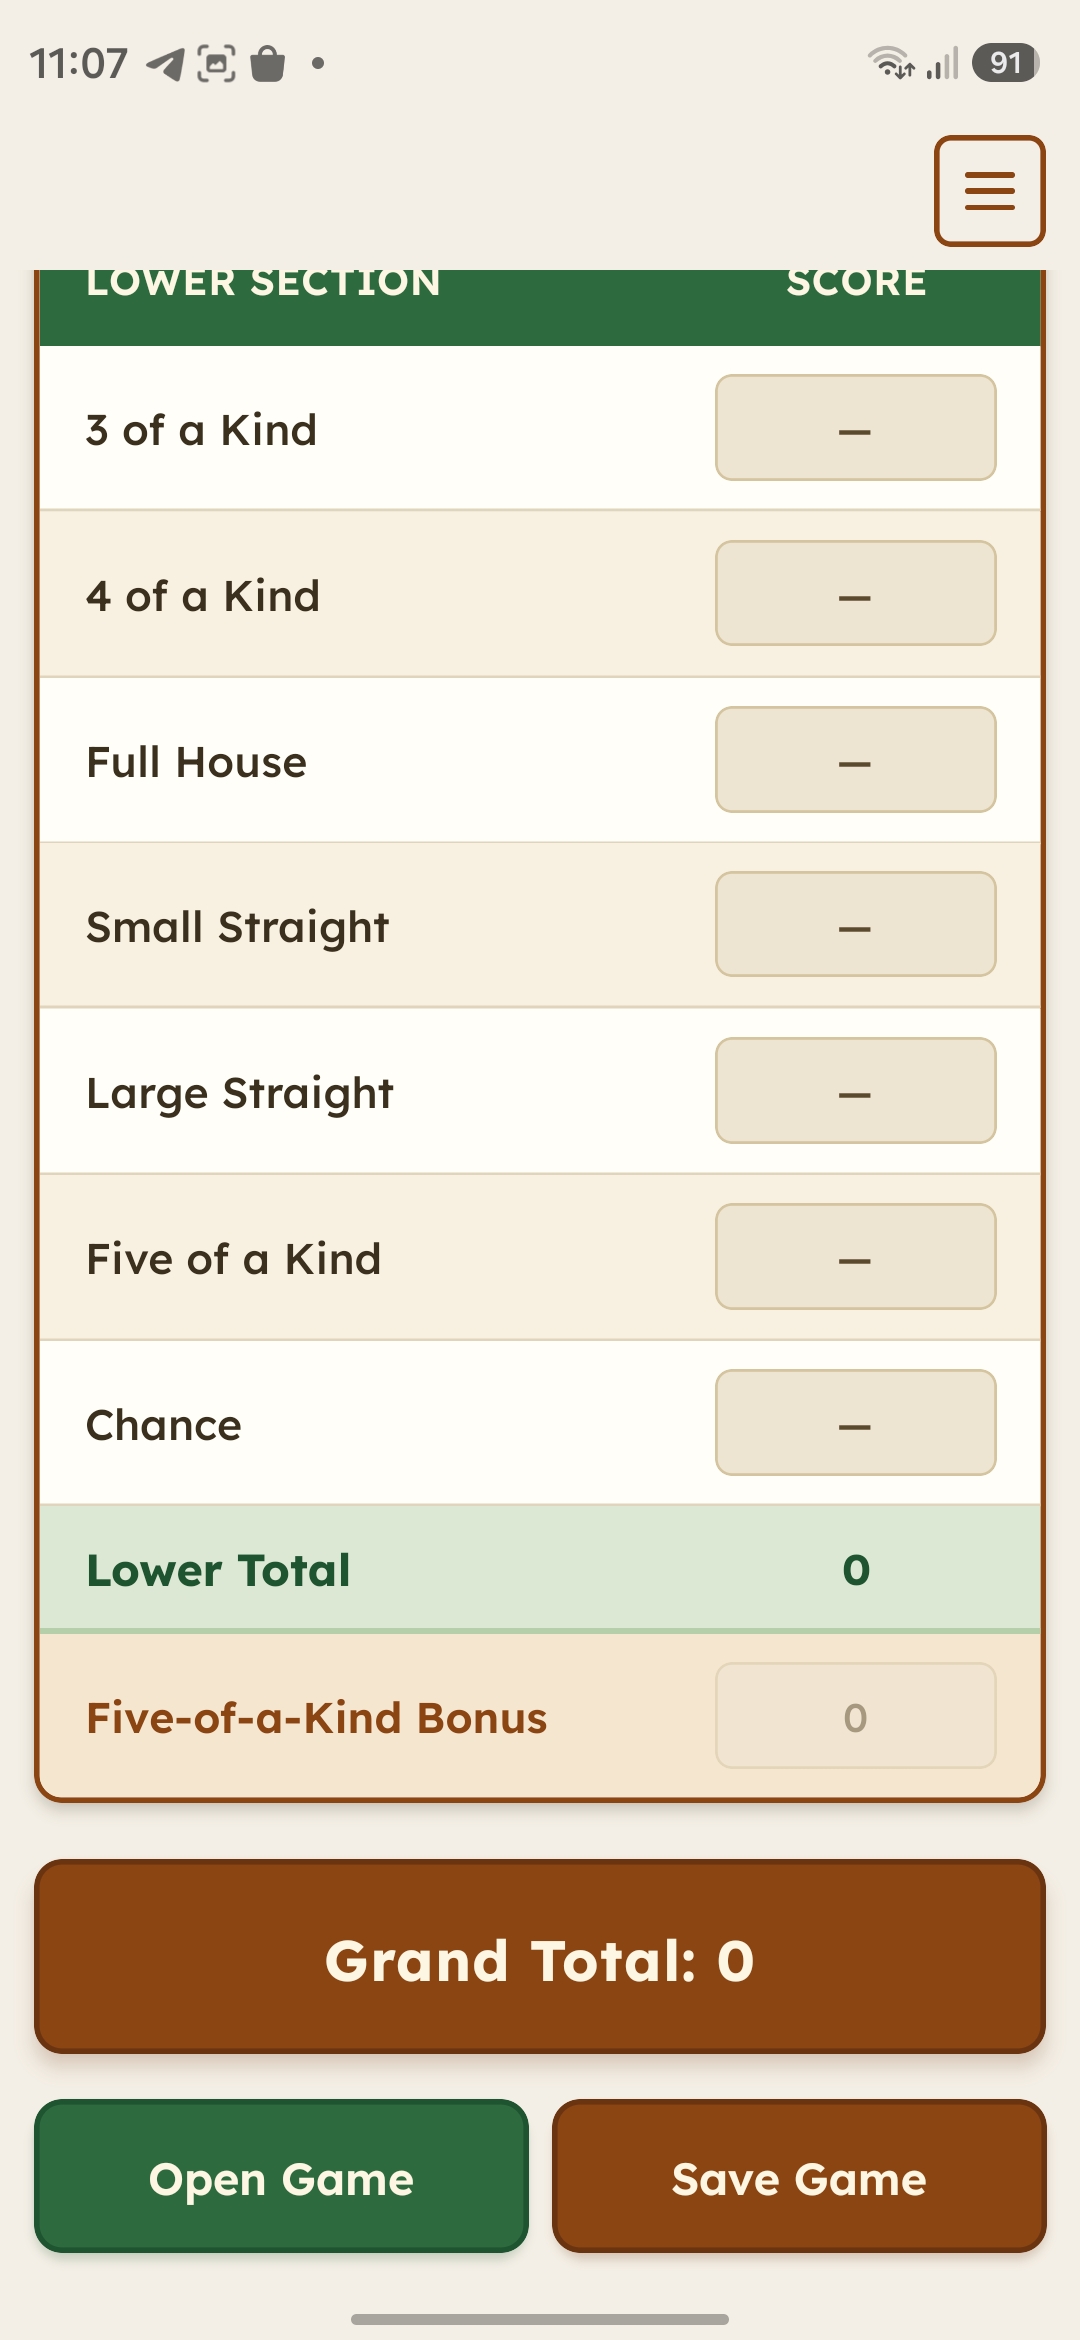 11:07
91
LOWER SECTION SCORE
3 of a Kind —
4 of a Kind —
Full House —
Small Straight —
Large Straight —
Five of a Kind —
Chance —
Lower Total 0
Five-of-a-Kind Bonus 0
Grand Total: 0
Open Game Save Game